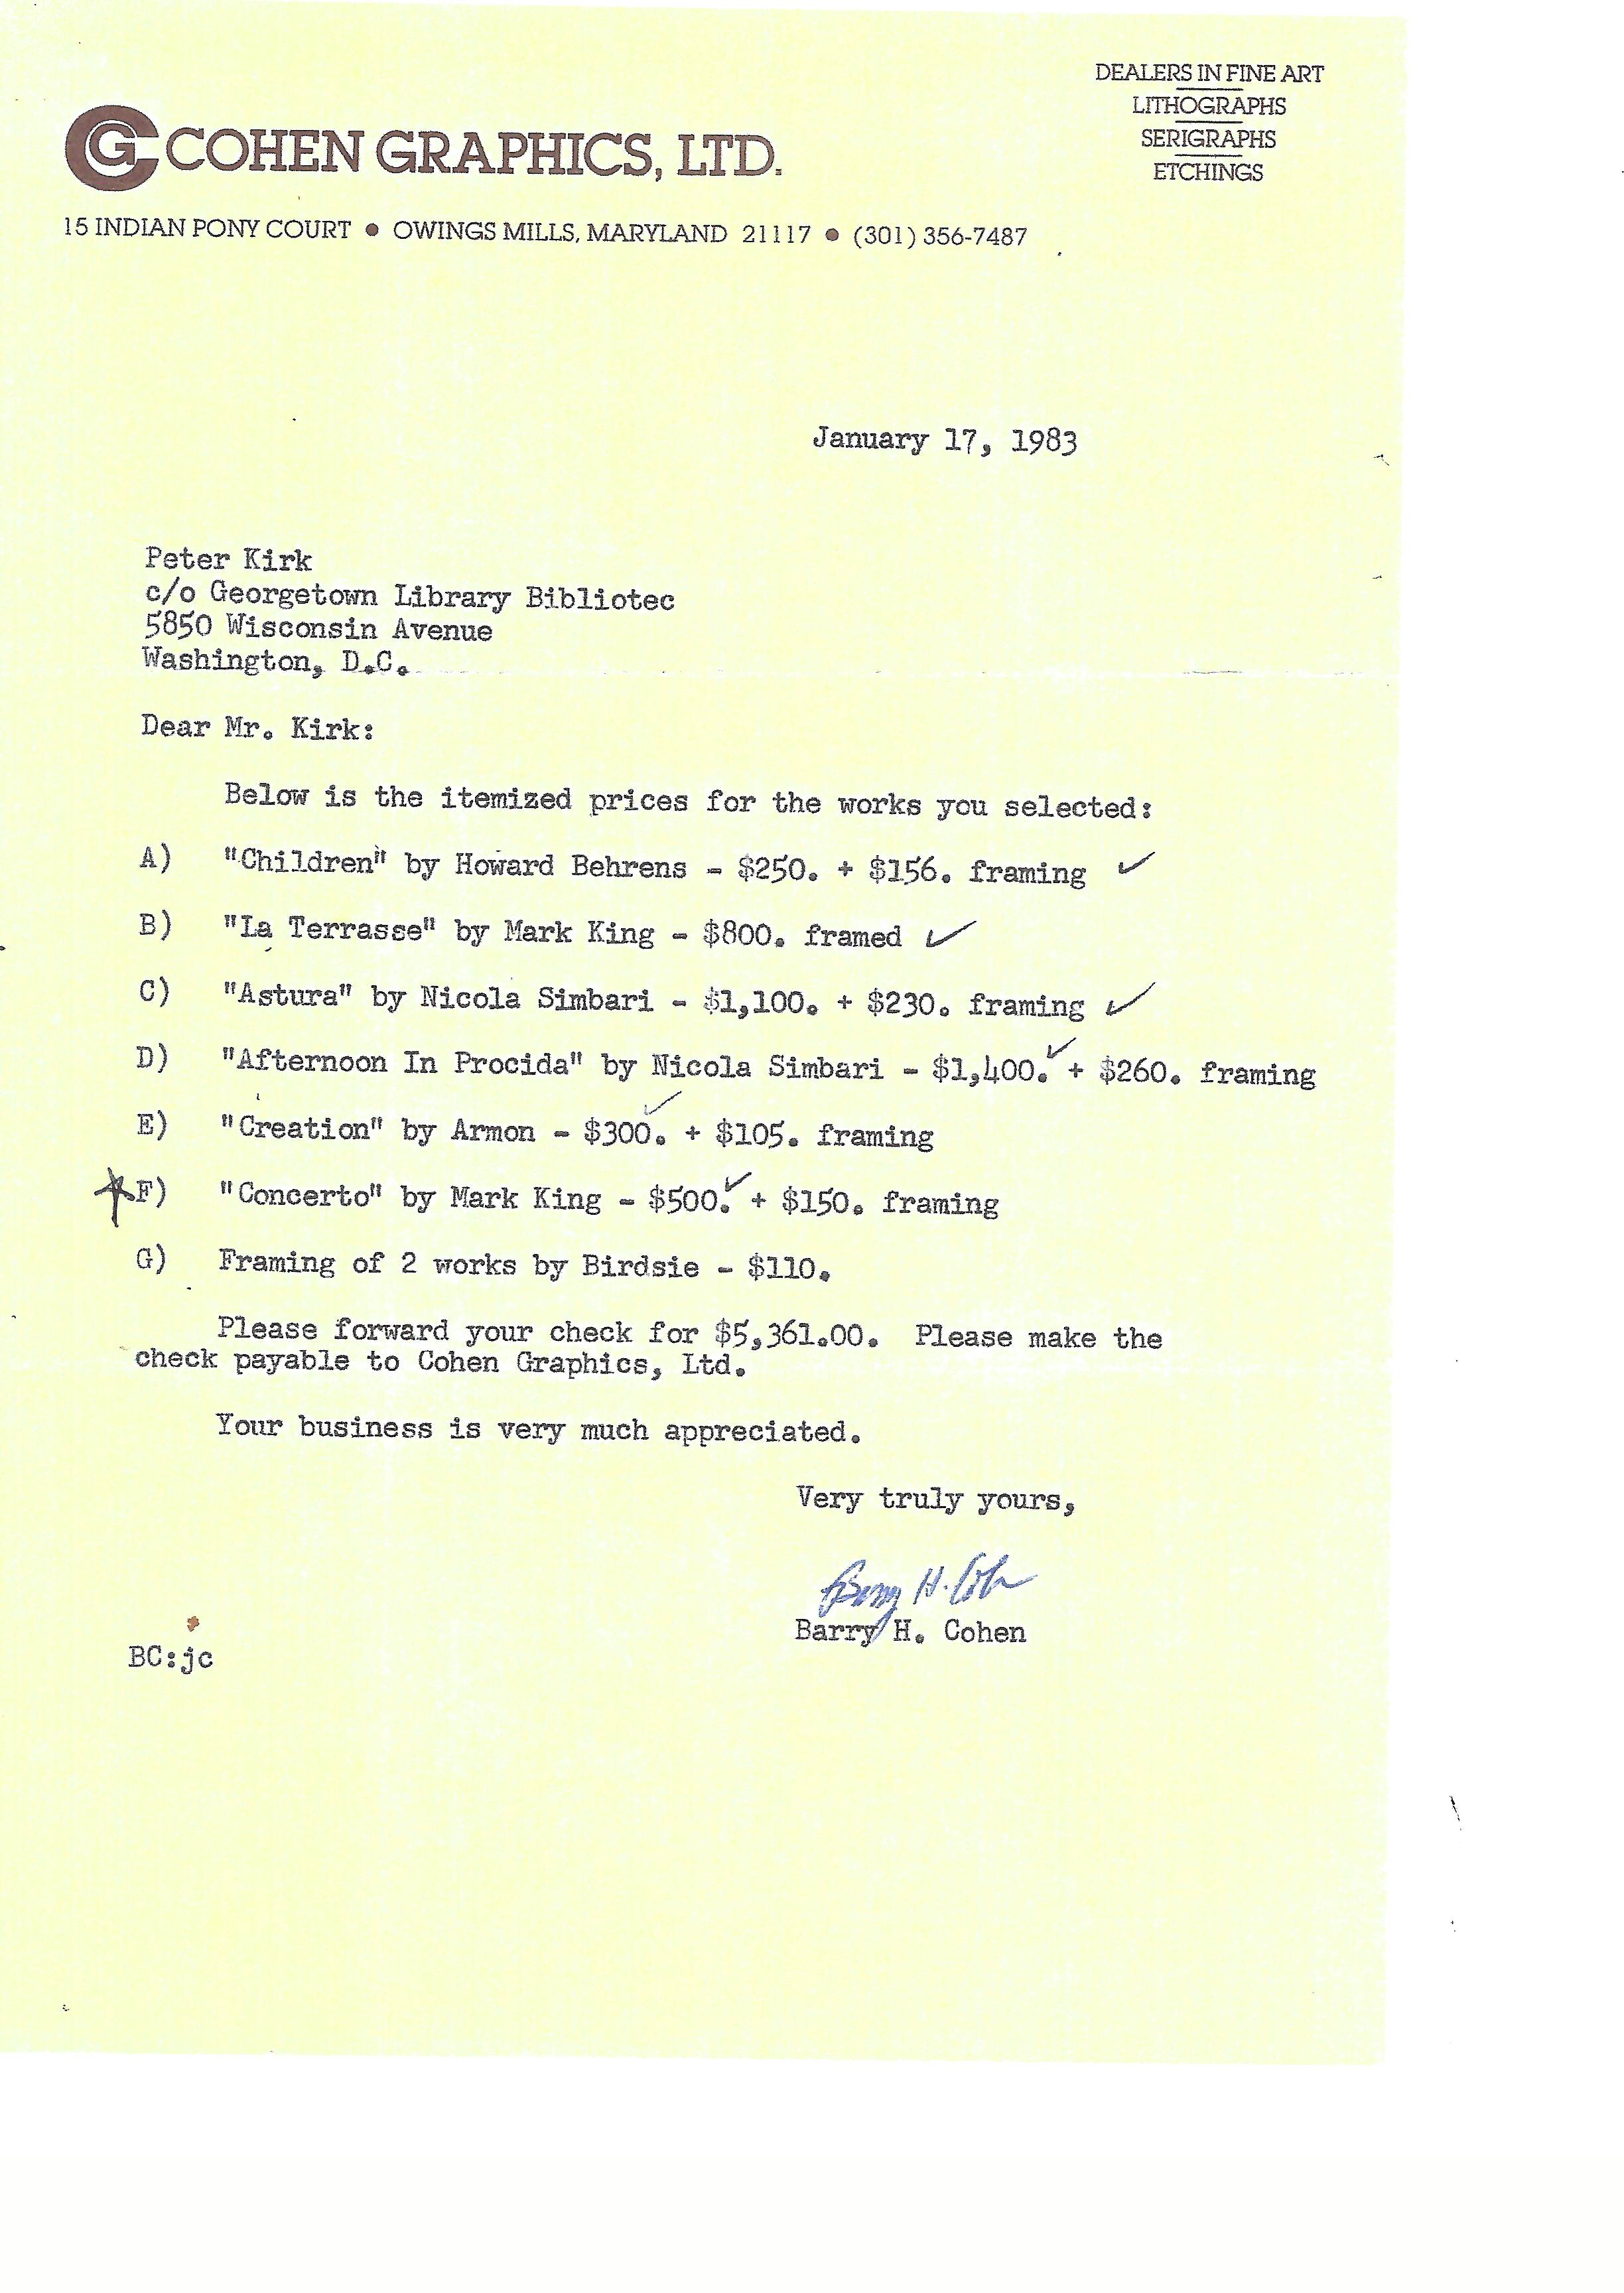 DEALERS IN FINE ART
LITHOGRAPHS
SERIGRAPHS
ETCHINGS
CG COHEN GRAPHICS, LTD.
15 INDIAN PONY COURT ● OWINGS MILLS, MARYLAND 21117 ● (301) 356-7487
January 17, 1983
Peter Kirk
c/o Georgetown Library Bibliotec
5850 Wisconsin Avenue
Washington, D.C.
Dear Mr. Kirk:
Below is the itemized prices for the works you selected:
A) "Children" by Howard Behrens - $250. + $156. framing ✓
B) "La Terrasse" by Mark King - $800. framed ✓
C) "Astura" by Nicola Simbari - $1,100. + $230. framing ✓
D) "Afternoon In Procida" by Nicola Simbari - $1,400. ✓ + $260. framing
E) "Creation" by Armon - $300. ✓ + $105. framing
F) "Concerto" by Mark King - $500. ✓ + $150. framing
G) Framing of 2 works by Birdsie - $110.
Please forward your check for $5,361.00. Please make the
check payable to Cohen Graphics, Ltd.
Your business is very much appreciated.
Very truly yours,
Barry H. Cohen
Barry H. Cohen
BC:jc